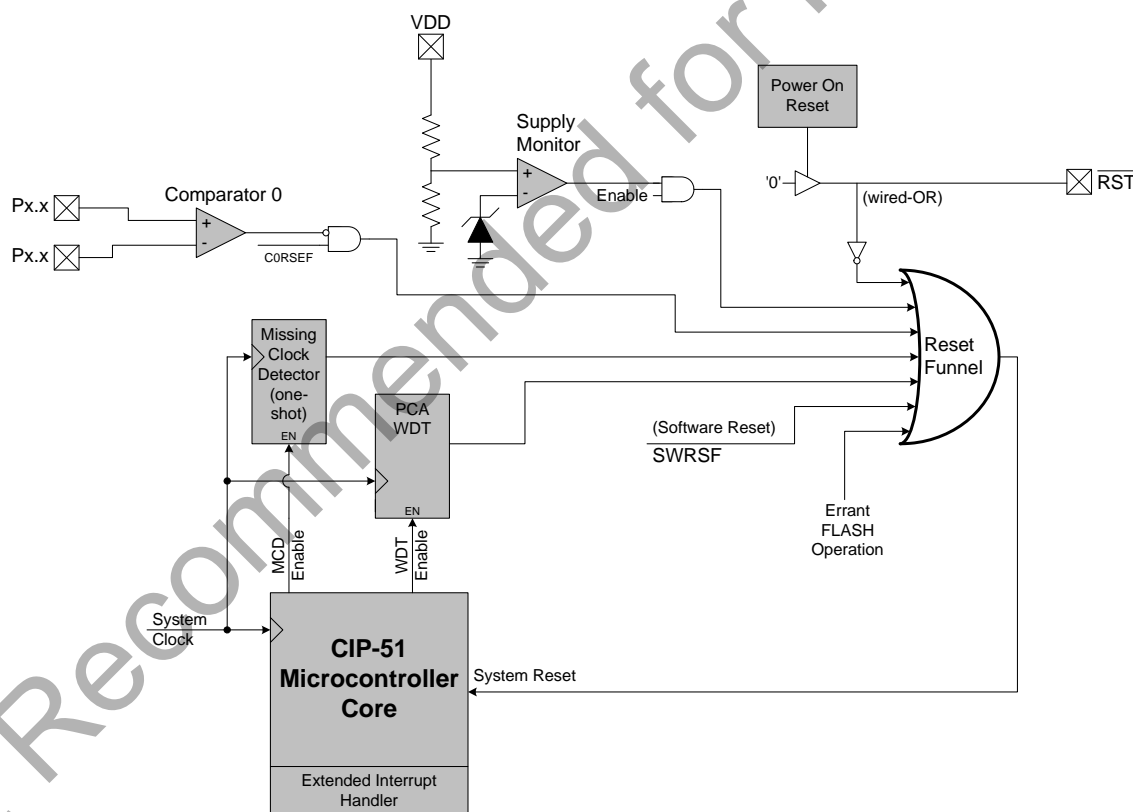 VDD
Power On
Reset
Supply
Monitor
+
-
Enable
'0'
(wired-OR)
RST
Px.x
Px.x
Comparator 0
+
-
C0RSEF
Missing
Clock
Detector
(one-
shot)
EN
PCA
WDT
EN
Reset
Funnel
(Software Reset)
SWRSF
Errant
FLASH
Operation
MCD
Enable
WDT
Enable
System
Clock
CIP-51
Microcontroller
Core
System Reset
Extended Interrupt
Handler
Recommended for